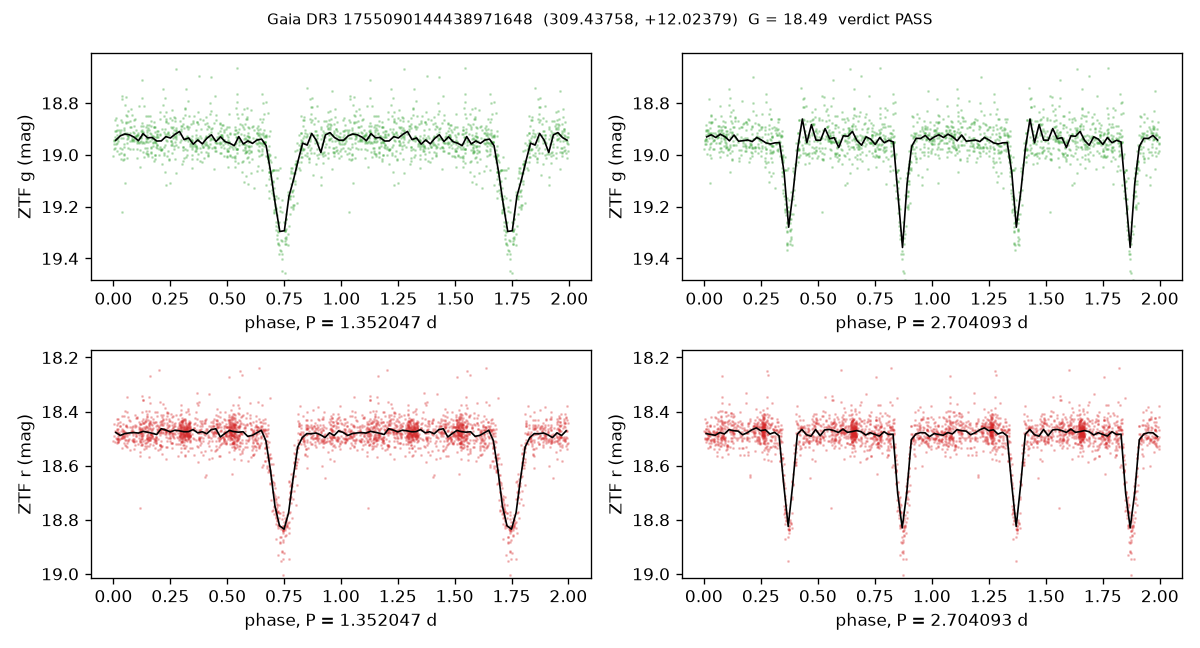 Gaia DR3 1755090144438971648 (309.43758, +12.02379) G = 18.49 verdict PASS
ZTF g (mag)
18.8
19.0
19.2
19.4
0.00 0.25 0.50 0.75 1.00 1.25 1.50 1.75 2.00
phase, P = 1.352047 d
ZTF g (mag)
18.8
19.0
19.2
19.4
0.00 0.25 0.50 0.75 1.00 1.25 1.50 1.75 2.00
phase, P = 2.704093 d
ZTF r (mag)
18.2
18.4
18.6
18.8
19.0
0.00 0.25 0.50 0.75 1.00 1.25 1.50 1.75 2.00
phase, P = 1.352047 d
ZTF r (mag)
18.2
18.4
18.6
18.8
19.0
0.00 0.25 0.50 0.75 1.00 1.25 1.50 1.75 2.00
phase, P = 2.704093 d